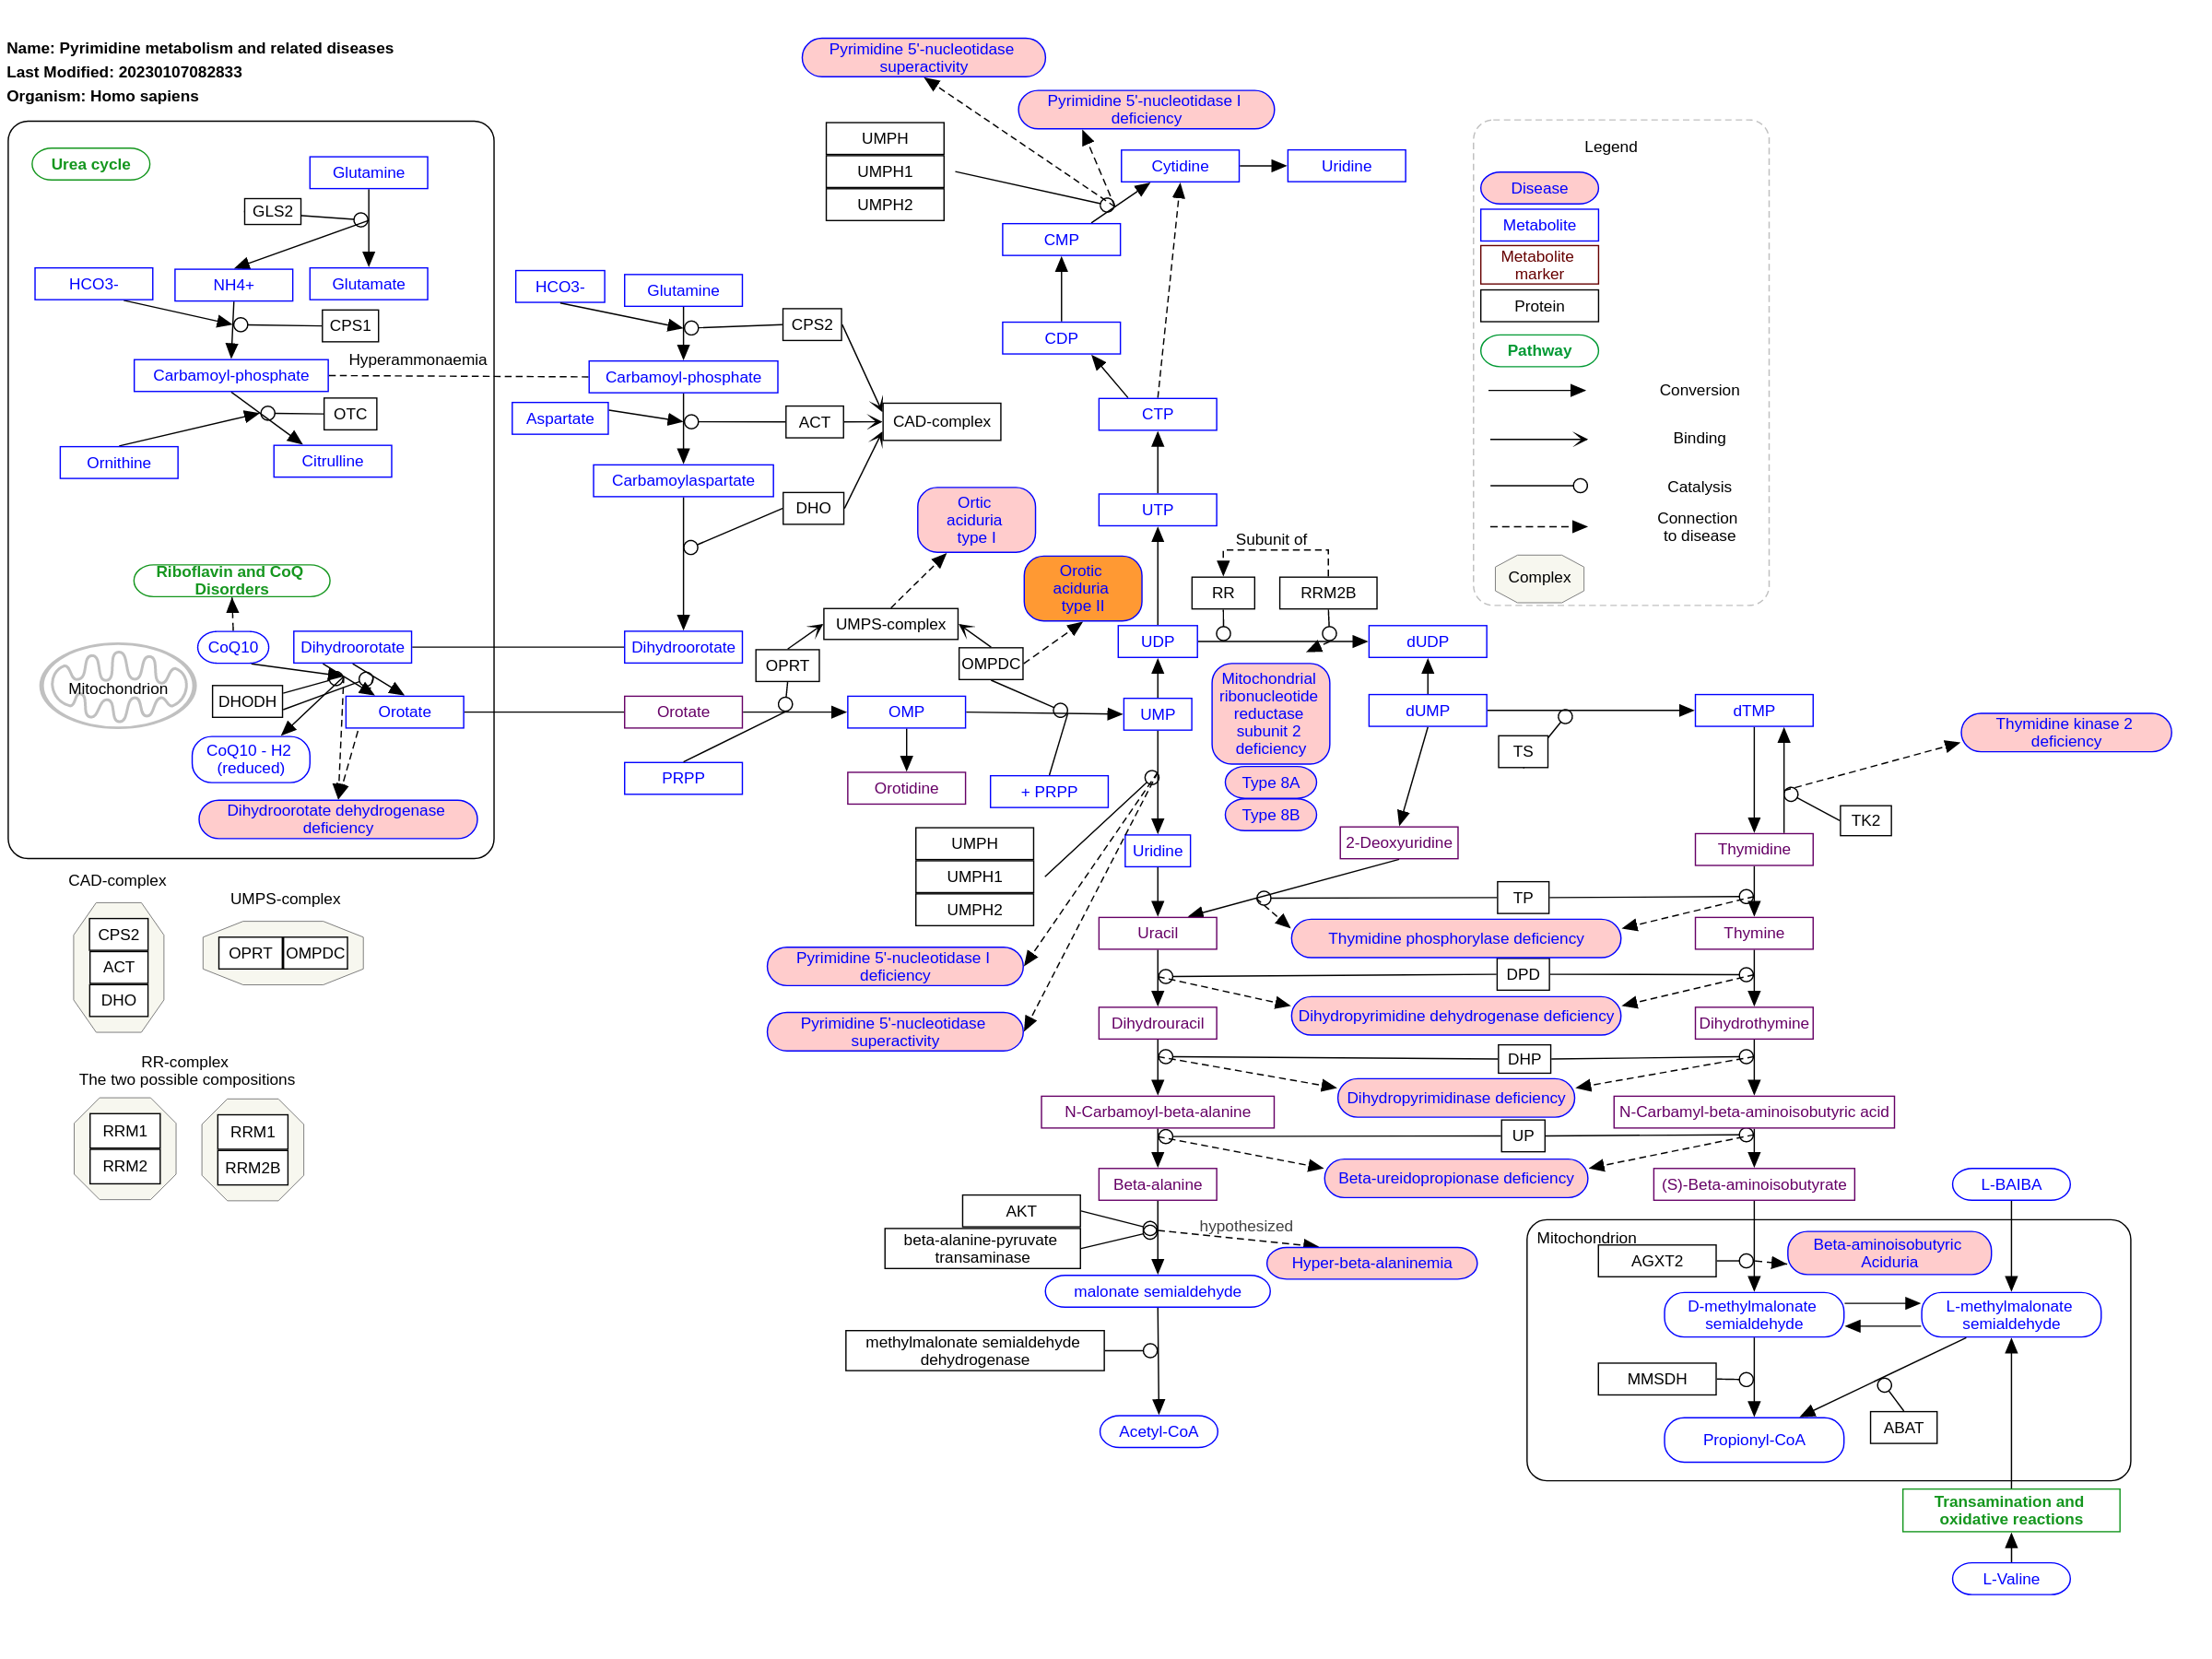 Name: Pyrimidine metabolism and related diseases
Last Modified: 20230107082833
Organism: Homo sapiens
Urea cycle
Glutamine
GLS2
HCO3-
NH4+
Glutamate
CPS1
Hyperammonaemia
Carbamoyl-phosphate
OTC
Ornithine
Citrulline
Riboflavin and CoQ
Disorders
CoQ10
Dihydroorotate
Mitochondrion
DHODH
Orotate
CoQ10 - H2
(reduced)
Dihydroorotate dehydrogenase
deficiency
CAD-complex
CPS2
ACT
DHO
UMPS-complex
OPRT
OMPDC
RR-complex
The two possible compositions
RRM1
RRM2
RRM1
RRM2B
HCO3-
Glutamine
CPS2
Carbamoyl-phosphate
Aspartate
ACT
CAD-complex
Carbamoylaspartate
DHO
Dihydroorotate
Orotate
PRPP
OPRT
UMPS-complex
OMPDC
Ortic
aciduria
type I
Orotic
aciduria
type II
OMP
Orotidine
+ PRPP
UMP
Pyrimidine 5'-nucleotidase
superactivity
Pyrimidine 5'-nucleotidase I
deficiency
UMPH
UMPH1
UMPH2
Cytidine
Uridine
CMP
CDP
CTP
UTP
Subunit of
RR
RRM2B
UDP
dUDP
Mitochondrial
ribonucleotide
reductase
subunit 2
deficiency
Type 8A
Type 8B
dUMP
TS
dTMP
Thymidine kinase 2
deficiency
TK2
2-Deoxyuridine
Thymidine
UMPH
UMPH1
UMPH2
Uridine
TP
Uracil
Thymidine phosphorylase deficiency
Thymine
Pyrimidine 5'-nucleotidase I
deficiency
DPD
Pyrimidine 5'-nucleotidase
superactivity
Dihydrouracil
Dihydropyrimidine dehydrogenase deficiency
Dihydrothymine
DHP
Dihydropyrimidinase deficiency
N-Carbamoyl-beta-alanine
N-Carbamyl-beta-aminoisobutyric acid
UP
Beta-ureidopropionase deficiency
Beta-alanine
(S)-Beta-aminoisobutyrate
L-BAIBA
AKT
beta-alanine-pyruvate
transaminase
hypothesized
Hyper-beta-alaninemia
malonate semialdehyde
methylmalonate semialdehyde
dehydrogenase
Acetyl-CoA
Mitochondrion
AGXT2
Beta-aminoisobutyric
Aciduria
D-methylmalonate
semialdehyde
L-methylmalonate
semialdehyde
MMSDH
ABAT
Propionyl-CoA
Transamination and
oxidative reactions
L-Valine
Legend
Disease
Metabolite
Metabolite
marker
Protein
Pathway
Conversion
Binding
Catalysis
Connection
to disease
Complex